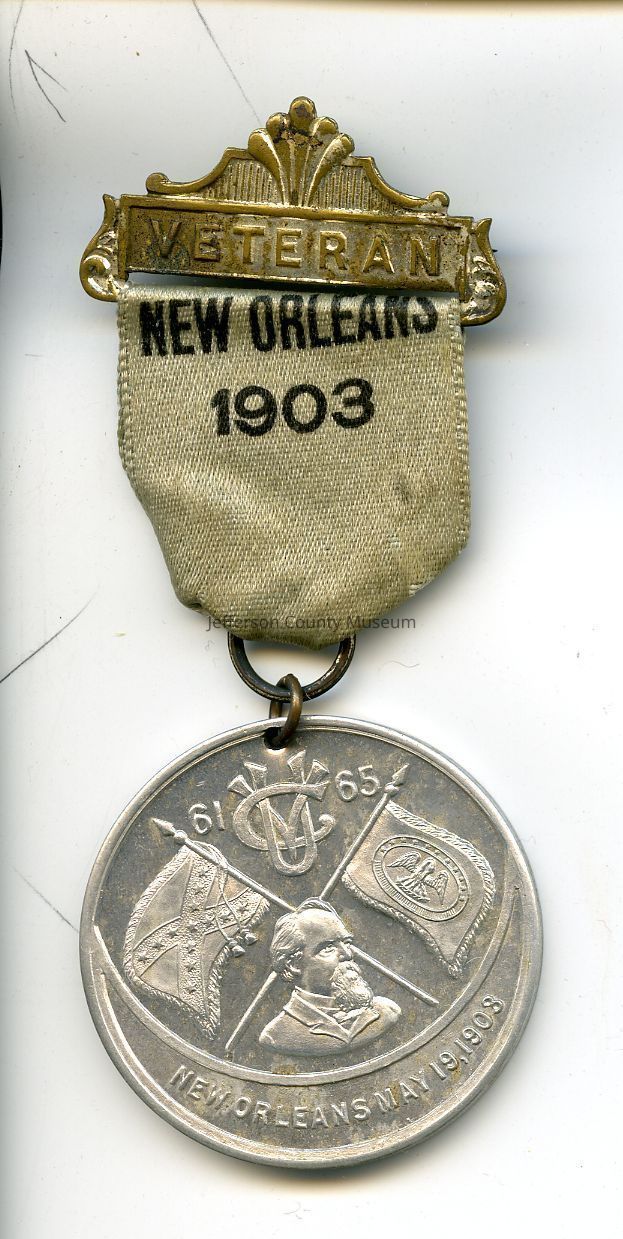 VETERAN
NEW ORLEANS
1903
Jefferson County Museum
61 UCV 65
NEW ORLEANS MAY 19, 1903